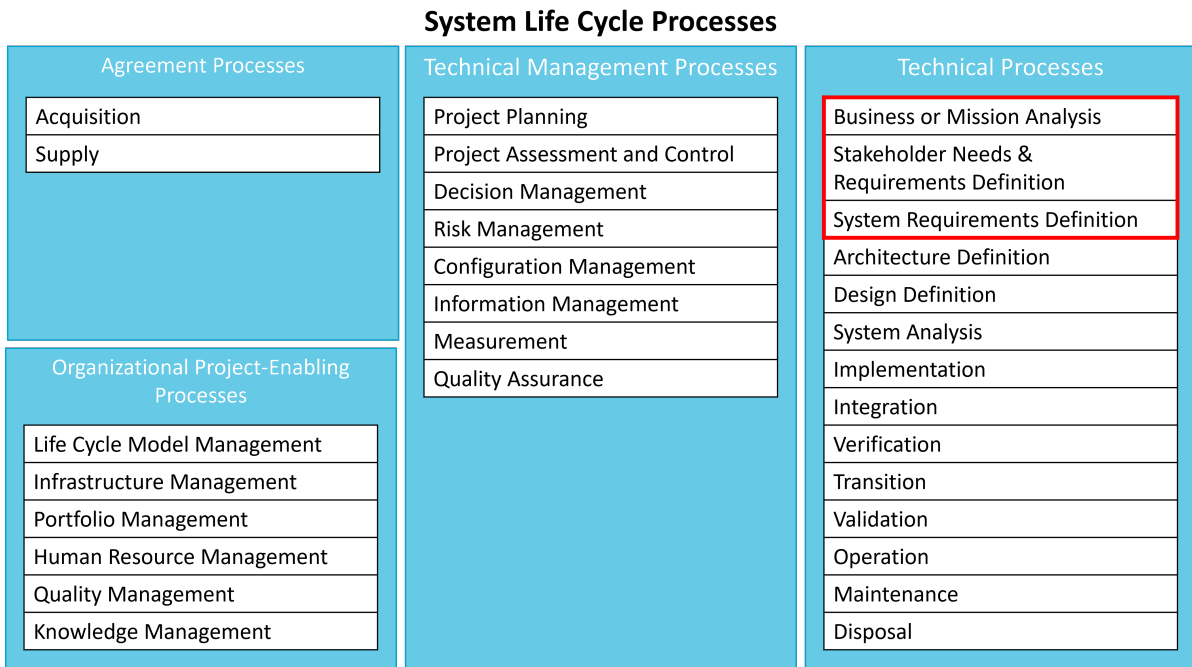 System Life Cycle Processes
Agreement Processes
Acquisition
Supply
Organizational Project-Enabling
Processes
Life Cycle Model Management
Infrastructure Management
Portfolio Management
Human Resource Management
Quality Management
Knowledge Management
Technical Management Processes
Project Planning
Project Assessment and Control
Decision Management
Risk Management
Configuration Management
Information Management
Measurement
Quality Assurance
Technical Processes
Business or Mission Analysis
Stakeholder Needs &
Requirements Definition
System Requirements Definition
Architecture Definition
Design Definition
System Analysis
Implementation
Integration
Verification
Transition
Validation
Operation
Maintenance
Disposal